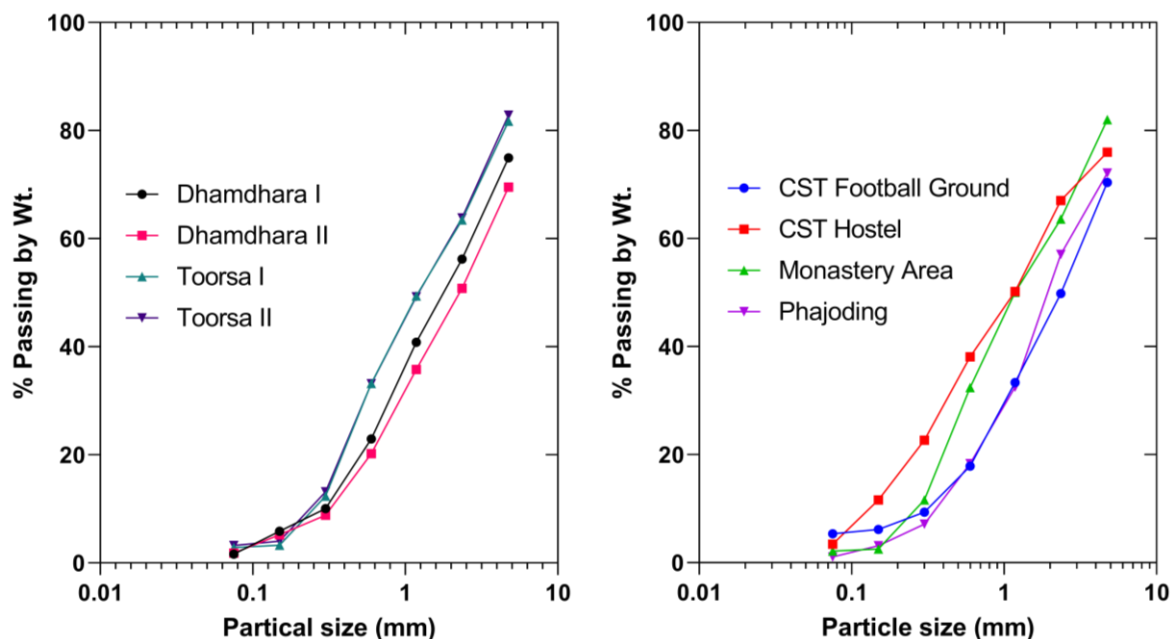 100
80
60
40
20
0
% Passing by Wt.
Dhamdhara I
Dhamdhara II
Toorsa I
Toorsa II
0.01 0.1 1 10
Partical size (mm)
100
80
60
40
20
0
% Passing by Wt.
CST Football Ground
CST Hostel
Monastery Area
Phajoding
0.01 0.1 1 10
Particle size (mm)